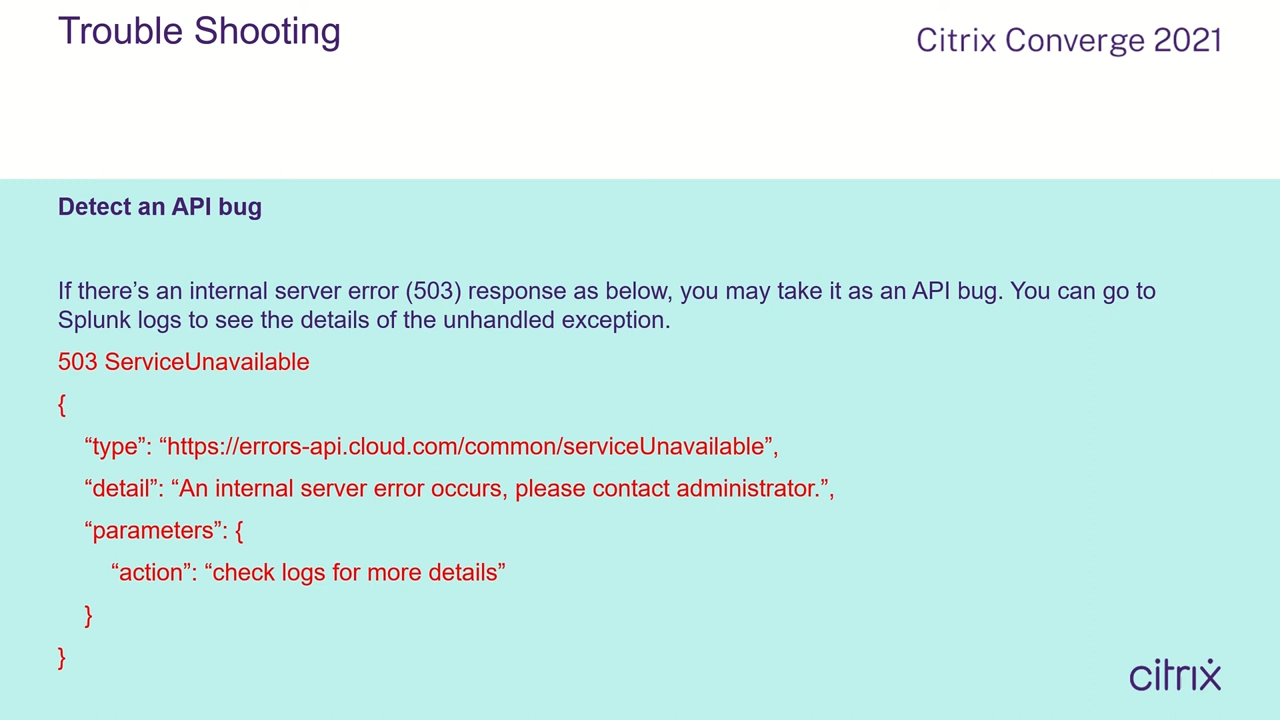 Trouble Shooting
Citrix Converge 2021
Detect an API bug
If there’s an internal server error (503) response as below, you may take it as an API bug. You can go to
Splunk logs to see the details of the unhandled exception.
503 ServiceUnavailable
{
“type”: “https://errors-api.cloud.com/common/serviceUnavailable”,
“detail”: “An internal server error occurs, please contact administrator.”,
“parameters”: {
“action”: “check logs for more details”
}
}
citrix